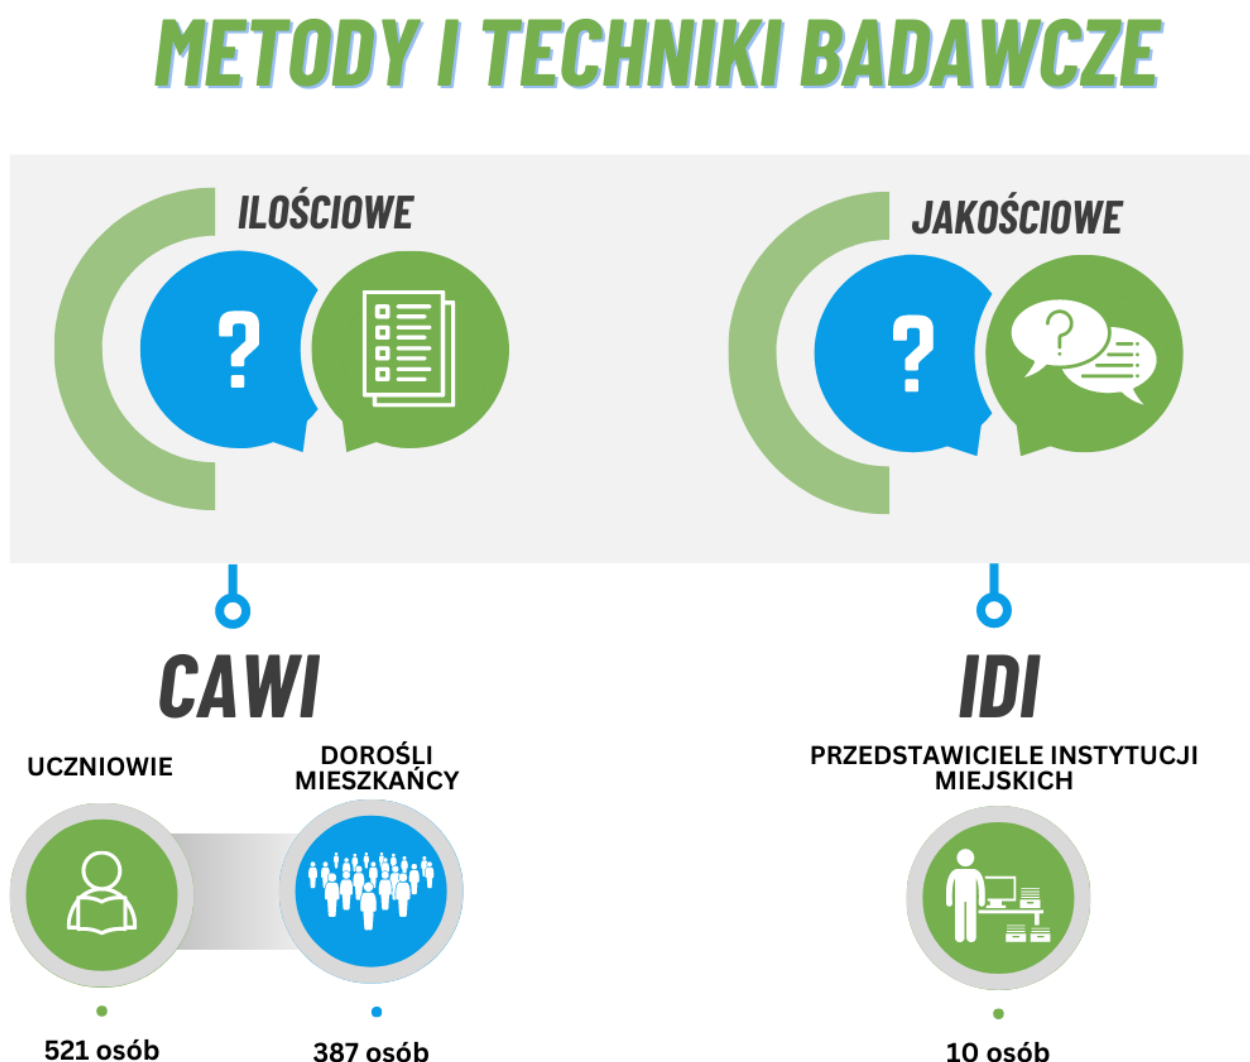 METODY I TECHNIKI BADAWCZE
ILOŚCIOWE
?
JAKOŚCIOWE
?
?
CAWI
UCZNIOWIE
DOROŚLI
MIESZKAŃCY
521 osób
387 osób
IDI
PRZEDSTAWICIELE INSTYTUCJI
MIEJSKICH
10 osób